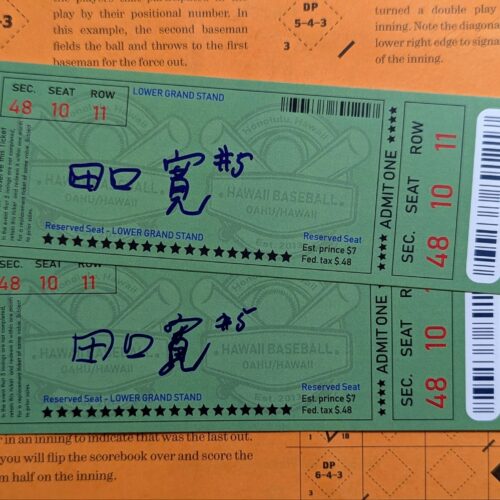 by their positional number. In
this example, the second baseman
fields the ball and throws to the first
baseman for the force out.
DP
5-4-3
3
turned a double play
inning. Note the diagona
lower right edge to signa
of the inning.
SEC. SEAT ROW
48 10 11
LOWER GRAND STAND
Honolulu, Hawaii
田口 寛 #5
HAWAII BASEBALL
OAHU/HAWAII
Reserved Seat - LOWER GRAND STAND
Reserved Seat
Est. prince $7
Fed. tax $.48
ADMIT ONE
SEC. SEAT ROW
48 10 11
SEC. SEAT ROW
48 10 11
田口 寛 #5
HAWAII BASEBALL
OAHU/HAWAII
Reserved Seat - LOWER GRAND STAND
Reserved Seat
Est. prince $7
Fed. tax $.48
ADMIT ONE
SEC. SEAT
48 10
in an inning to indicate that was the last out.
you will flip the scorebook over and score the
m half on the inning.
DP
6-4-3